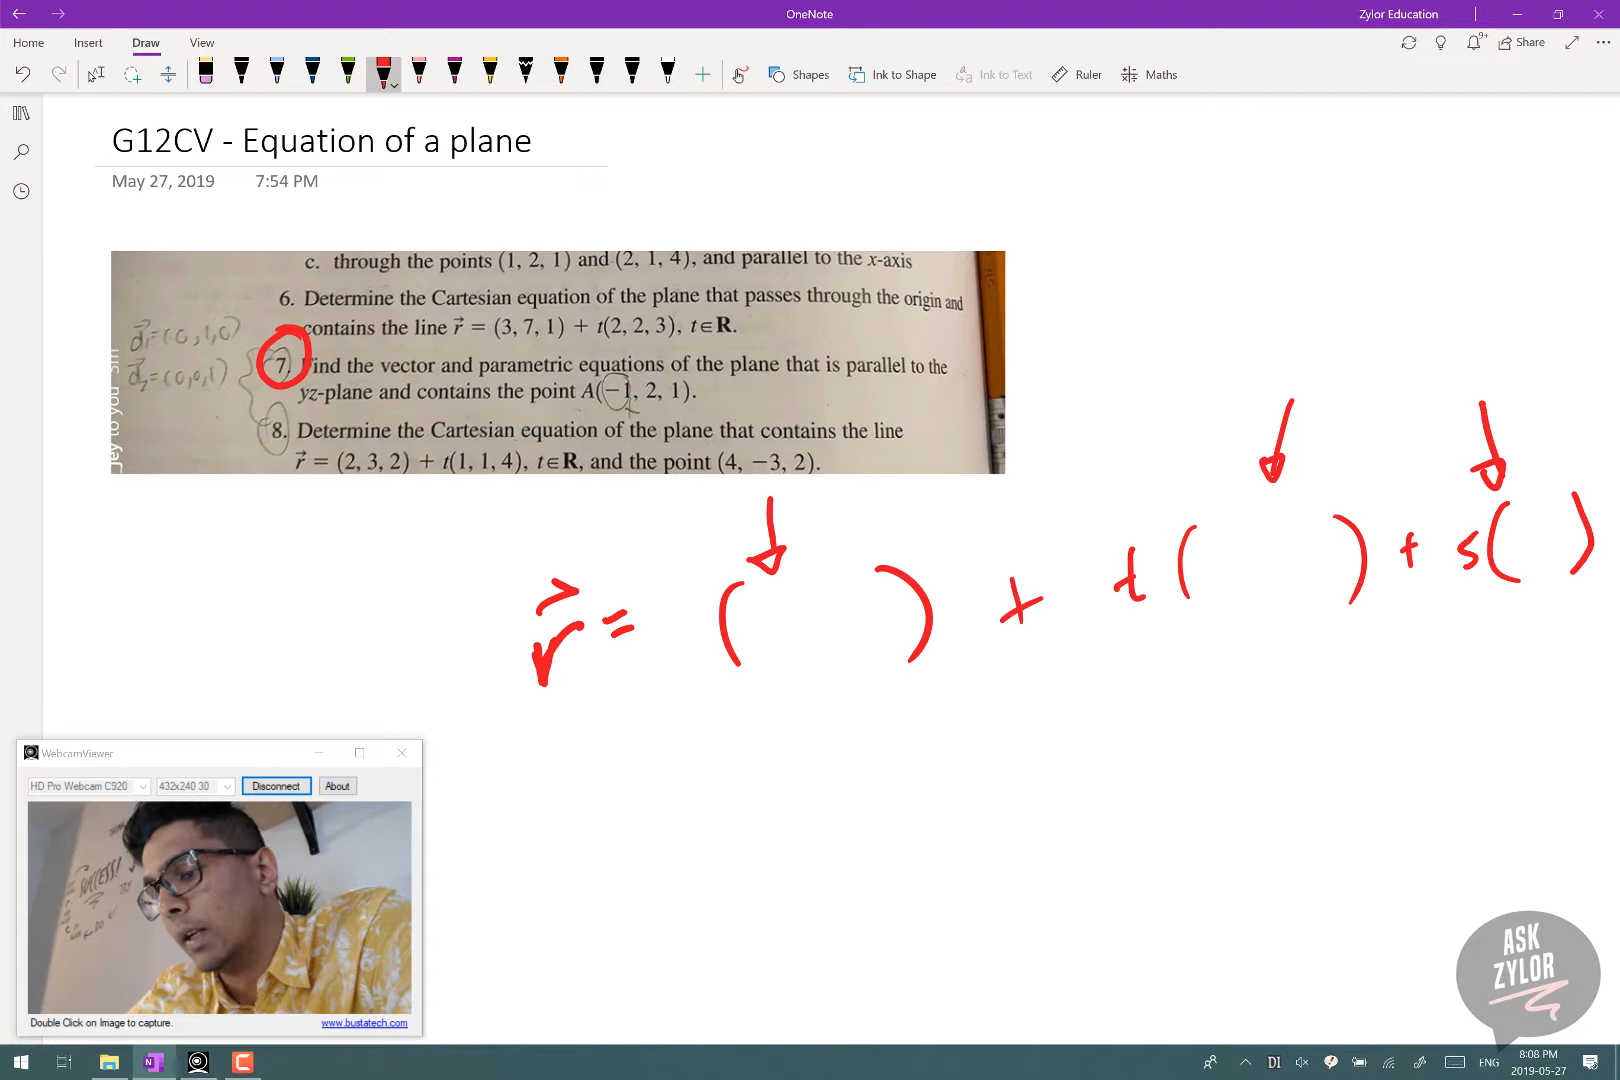 OneNote
Zylor Education
Home Insert Draw View
9+ Share
Shapes Ink to Shape Ink to Text Ruler Maths
G12CV - Equation of a plane
May 27, 2019 7:54 PM
c. through the points (1, 2, 1) and (2, 1, 4), and parallel to the x-axis
6. Determine the Cartesian equation of the plane that passes through the origin and
contains the line r⃗ = (3, 7, 1) + t(2, 2, 3), t∈R.
7. Find the vector and parametric equations of the plane that is parallel to the
yz-plane and contains the point A(−1, 2, 1).
8. Determine the Cartesian equation of the plane that contains the line
r⃗ = (2, 3, 2) + t(1, 1, 4), t∈R, and the point (4, −3, 2).
d⃗₁=(0,1,0)
d⃗₂=(0,0,1)
r⃗ = ( ) + t( ) + s( )
WebcamViewer
HD Pro Webcam C920 432x240 30 Disconnect About
SUCCESS!
TRY
DO
Double Click on Image to capture. www.bustatech.com
ASK
ZYLOR
ENG
8:08 PM
2019-05-27